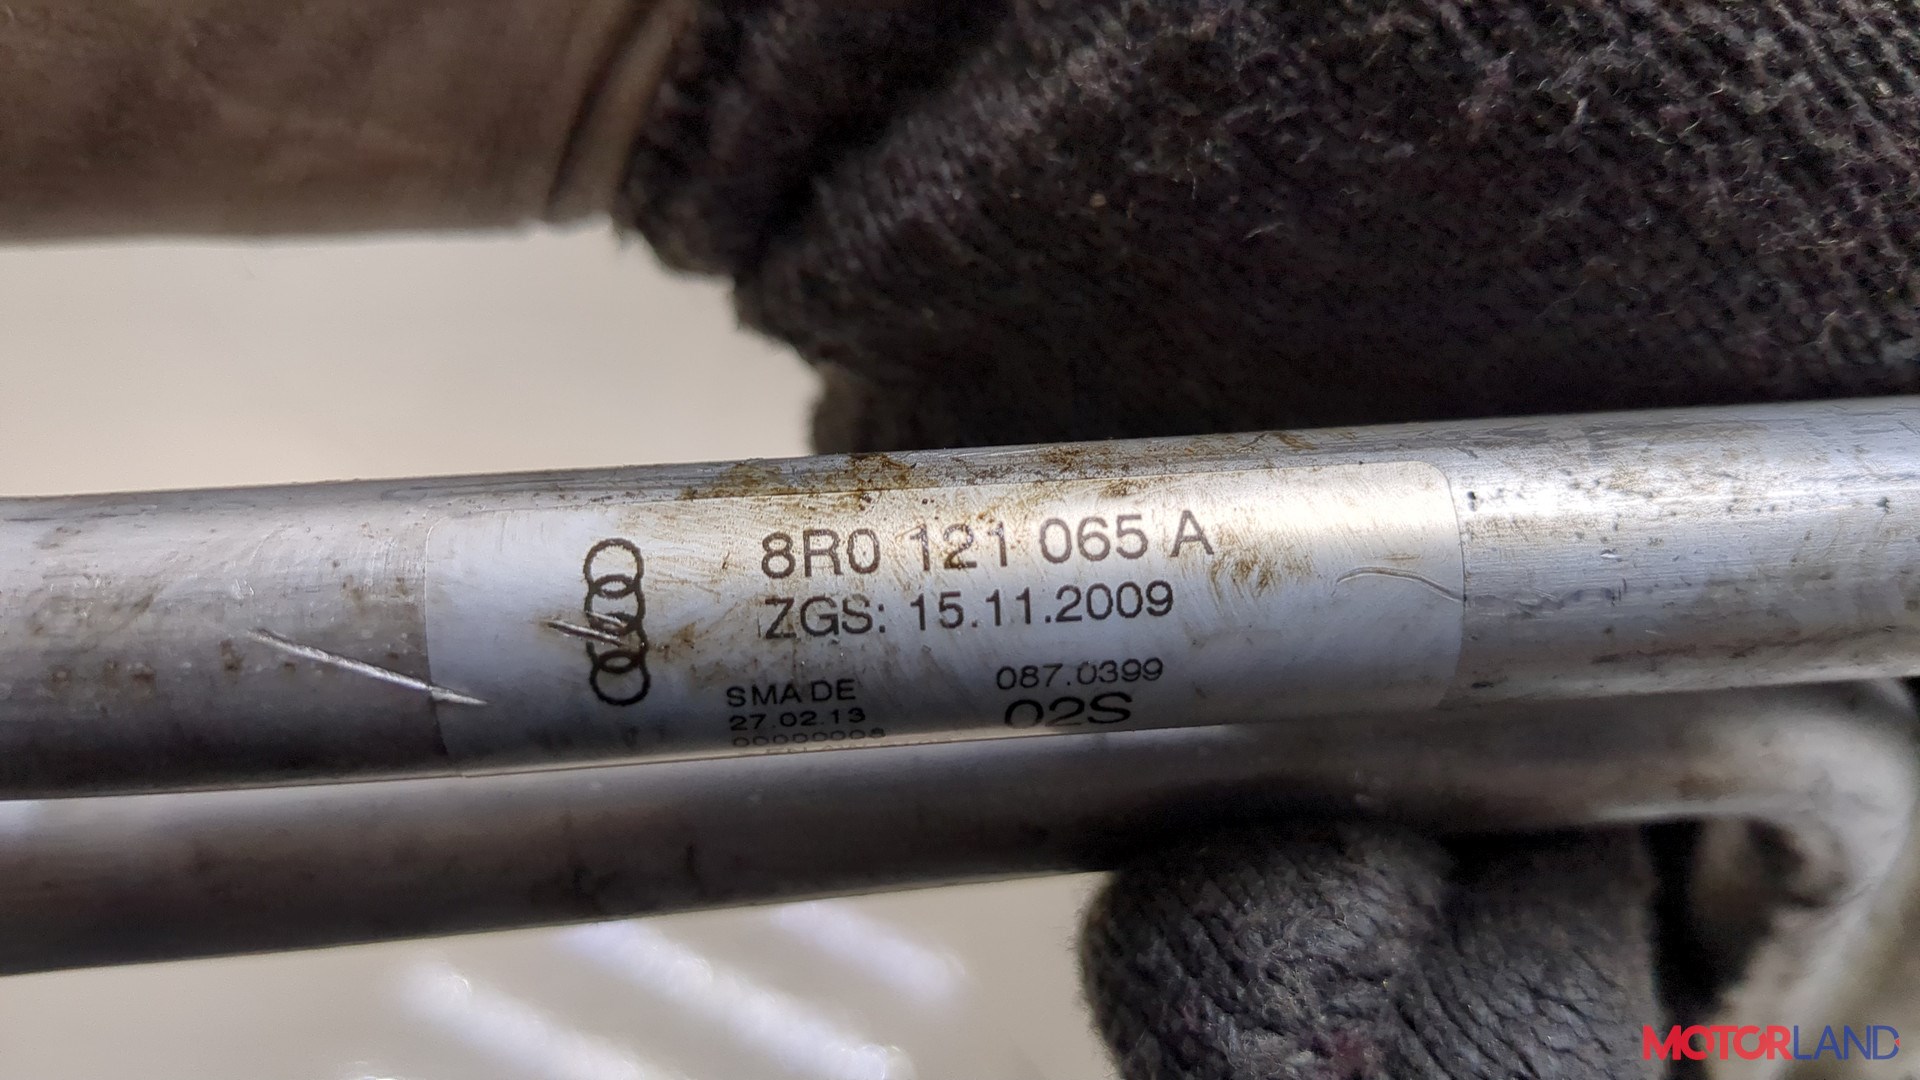 8R0 121 065 A
ZGS: 15.11.2009
SMA DE
087.0399
27.02.13
02S
MOTORLAND